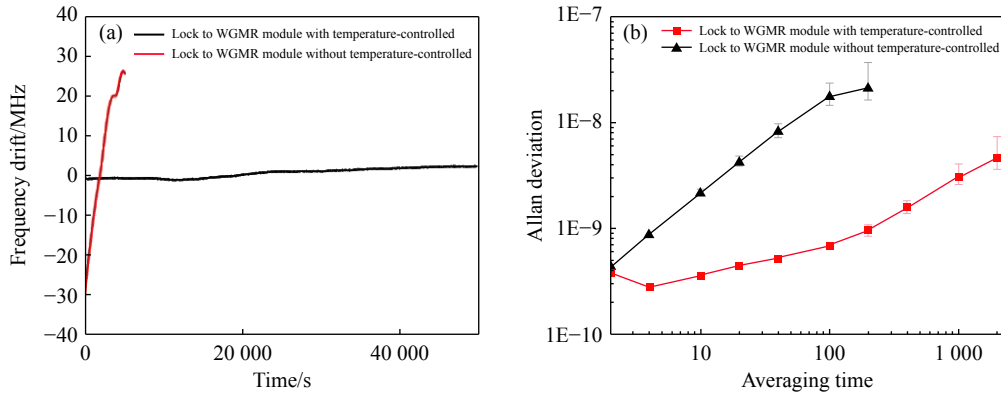 (a)
Lock to WGMR module with temperature-controlled
Lock to WGMR module without temperature-controlled
Frequency drift/MHz
40
30
20
10
0
−10
−20
−30
−40
0
20 000
40 000
Time/s
(b)
Lock to WGMR module with temperature-controlled
Lock to WGMR module without temperature-controlled
Allan deviation
1E−7
1E−8
1E−9
1E−10
10
100
1 000
Averaging time